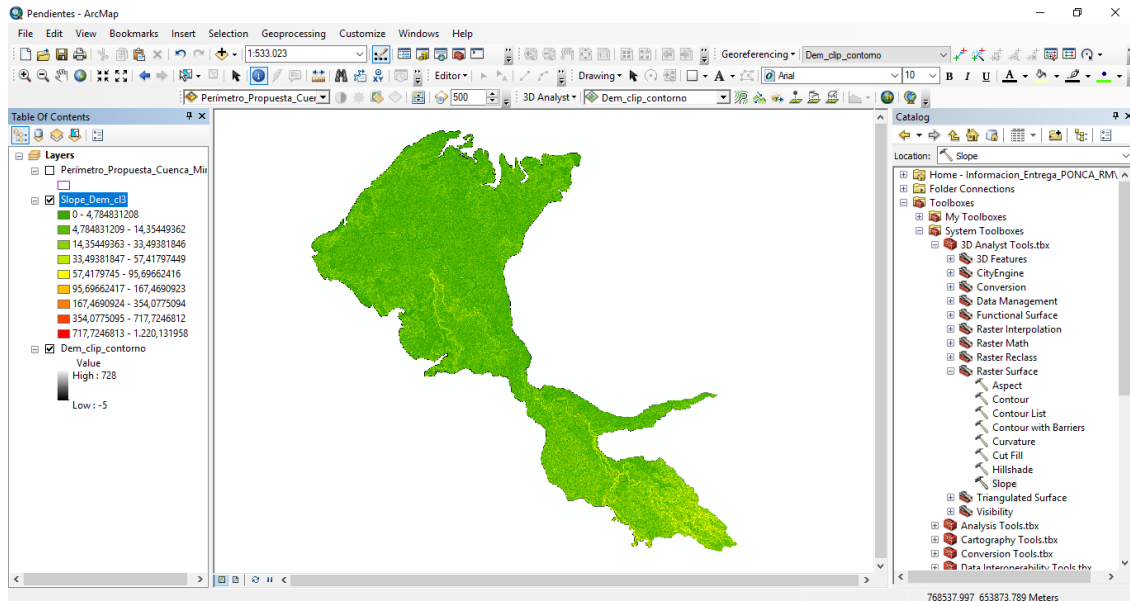 Pendientes - ArcMap
File Edit View Bookmarks Insert Selection Geoprocessing Customize Windows Help
1:533.023
Georeferencing
Dem_clip_contorno
Editor
Drawing
A
Arial
10
B I U A
Perímetro_Propuesta_Cuer
500
3D Analyst
Dem_clip_contorno
Table Of Contents
Layers
Perímetro_Propuesta_Cuenca_Mir
Slope_Dem_cl3
0 - 4,784831208
4,784831209 - 14,35449362
14,35449363 - 33,49381846
33,49381847 - 57,41797449
57,4179745 - 95,69662416
95,69662417 - 167,4690923
167,4690924 - 354,0775094
354,0775095 - 717,7246812
717,7246813 - 1.220,131958
Dem_clip_contorno
Value
High : 728
Low : -5
Catalog
Location:
Slope
Home - Informacion_Entrega_PONCA_RM\
Folder Connections
Toolboxes
My Toolboxes
System Toolboxes
3D Analyst Tools.tbx
3D Features
CityEngine
Conversion
Data Management
Functional Surface
Raster Interpolation
Raster Math
Raster Reclass
Raster Surface
Aspect
Contour
Contour List
Contour with Barriers
Curvature
Cut Fill
Hillshade
Slope
Triangulated Surface
Visibility
Analysis Tools.tbx
Cartography Tools.tbx
Conversion Tools.tbx
Data Interoperability Tools.tbx
768537,997 653873,789 Meters